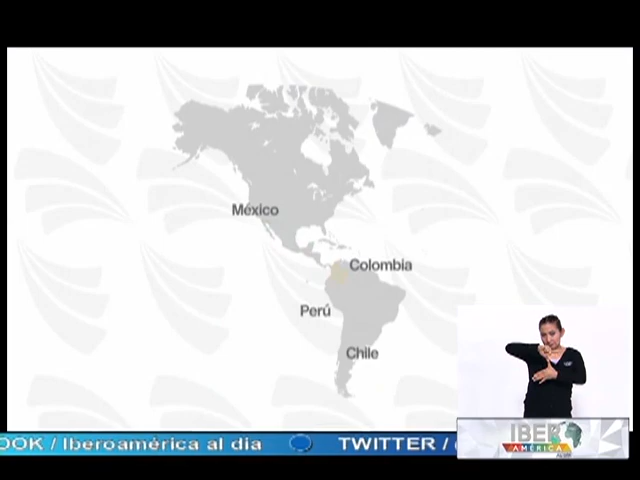 México
Colombia
Perú
Chile
IBER
AMÉRICA
OOK / Iberoamérica al día TWITTER /